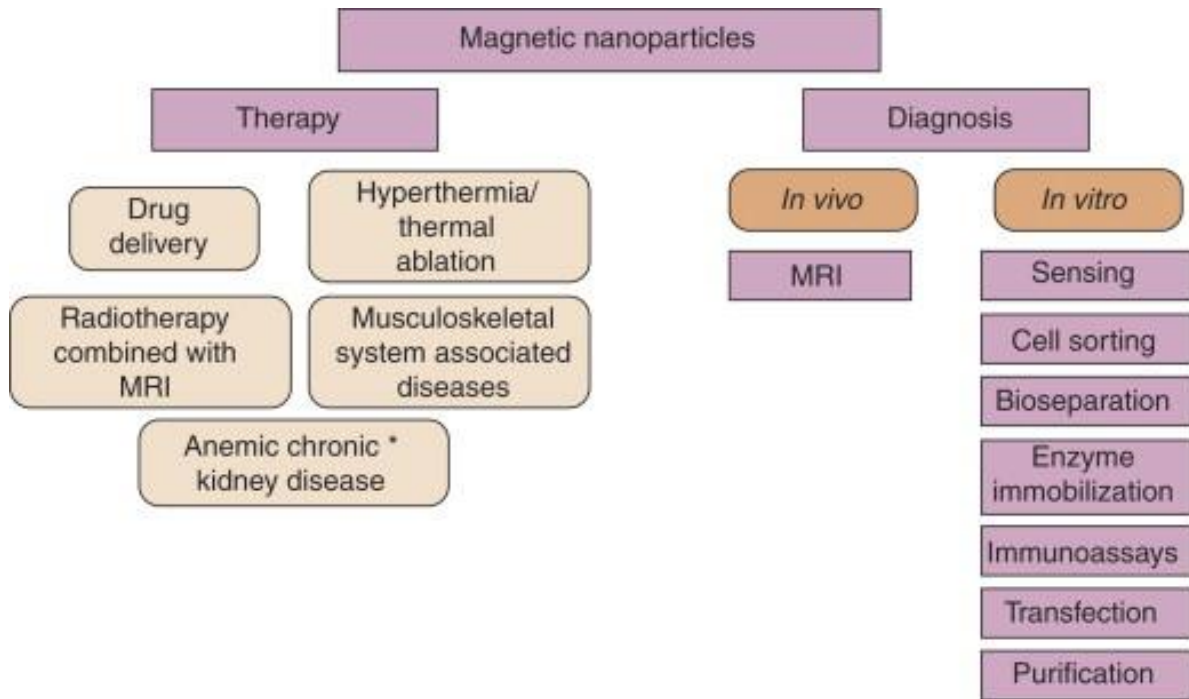 Magnetic nanoparticles
Therapy
Drug
delivery
Hyperthermia/
thermal
ablation
Radiotherapy
combined with
MRI
Musculoskeletal
system associated
diseases
Anemic chronic *
kidney disease
Diagnosis
In vivo
MRI
In vitro
Sensing
Cell sorting
Bioseparation
Enzyme
immobilization
Immunoassays
Transfection
Purification